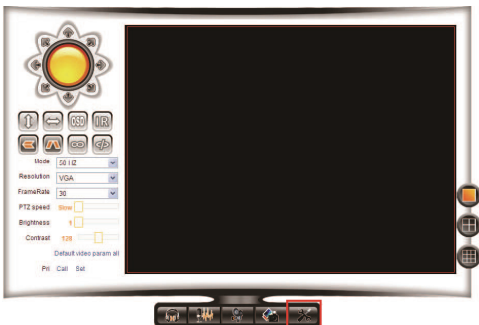 OSD IR
Mode 50 HZ
Resolution VGA
FrameRate 30
PTZ speed Slow
Brightness 1
Contrast 128
Default video param all
Pri Call Set